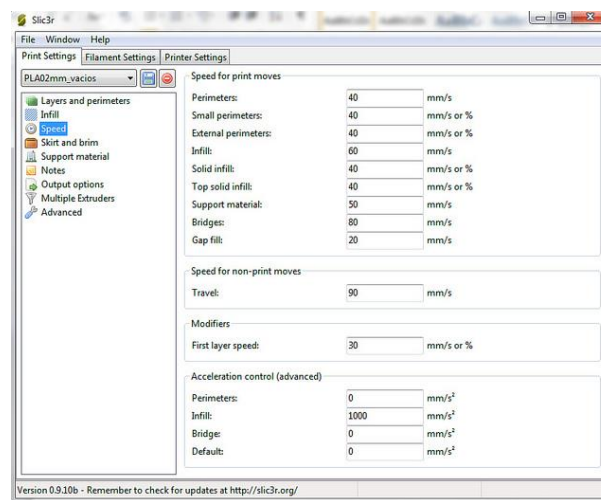 Slic3r
File Window Help
Print Settings Filament Settings Printer Settings
PLA02mm_vacios
Layers and perimeters
Infill
Speed
Skirt and brim
Support material
Notes
Output options
Multiple Extruders
Advanced
Speed for print moves
Perimeters: 40 mm/s
Small perimeters: 40 mm/s or %
External perimeters: 40 mm/s or %
Infill: 60 mm/s
Solid infill: 40 mm/s or %
Top solid infill: 40 mm/s or %
Support material: 50 mm/s
Bridges: 80 mm/s
Gap fill: 20 mm/s
Speed for non-print moves
Travel: 90 mm/s
Modifiers
First layer speed: 30 mm/s or %
Acceleration control (advanced)
Perimeters: 0 mm/s²
Infill: 1000 mm/s²
Bridge: 0 mm/s²
Default: 0 mm/s²
Version 0.9.10b - Remember to check for updates at http://slic3r.org/